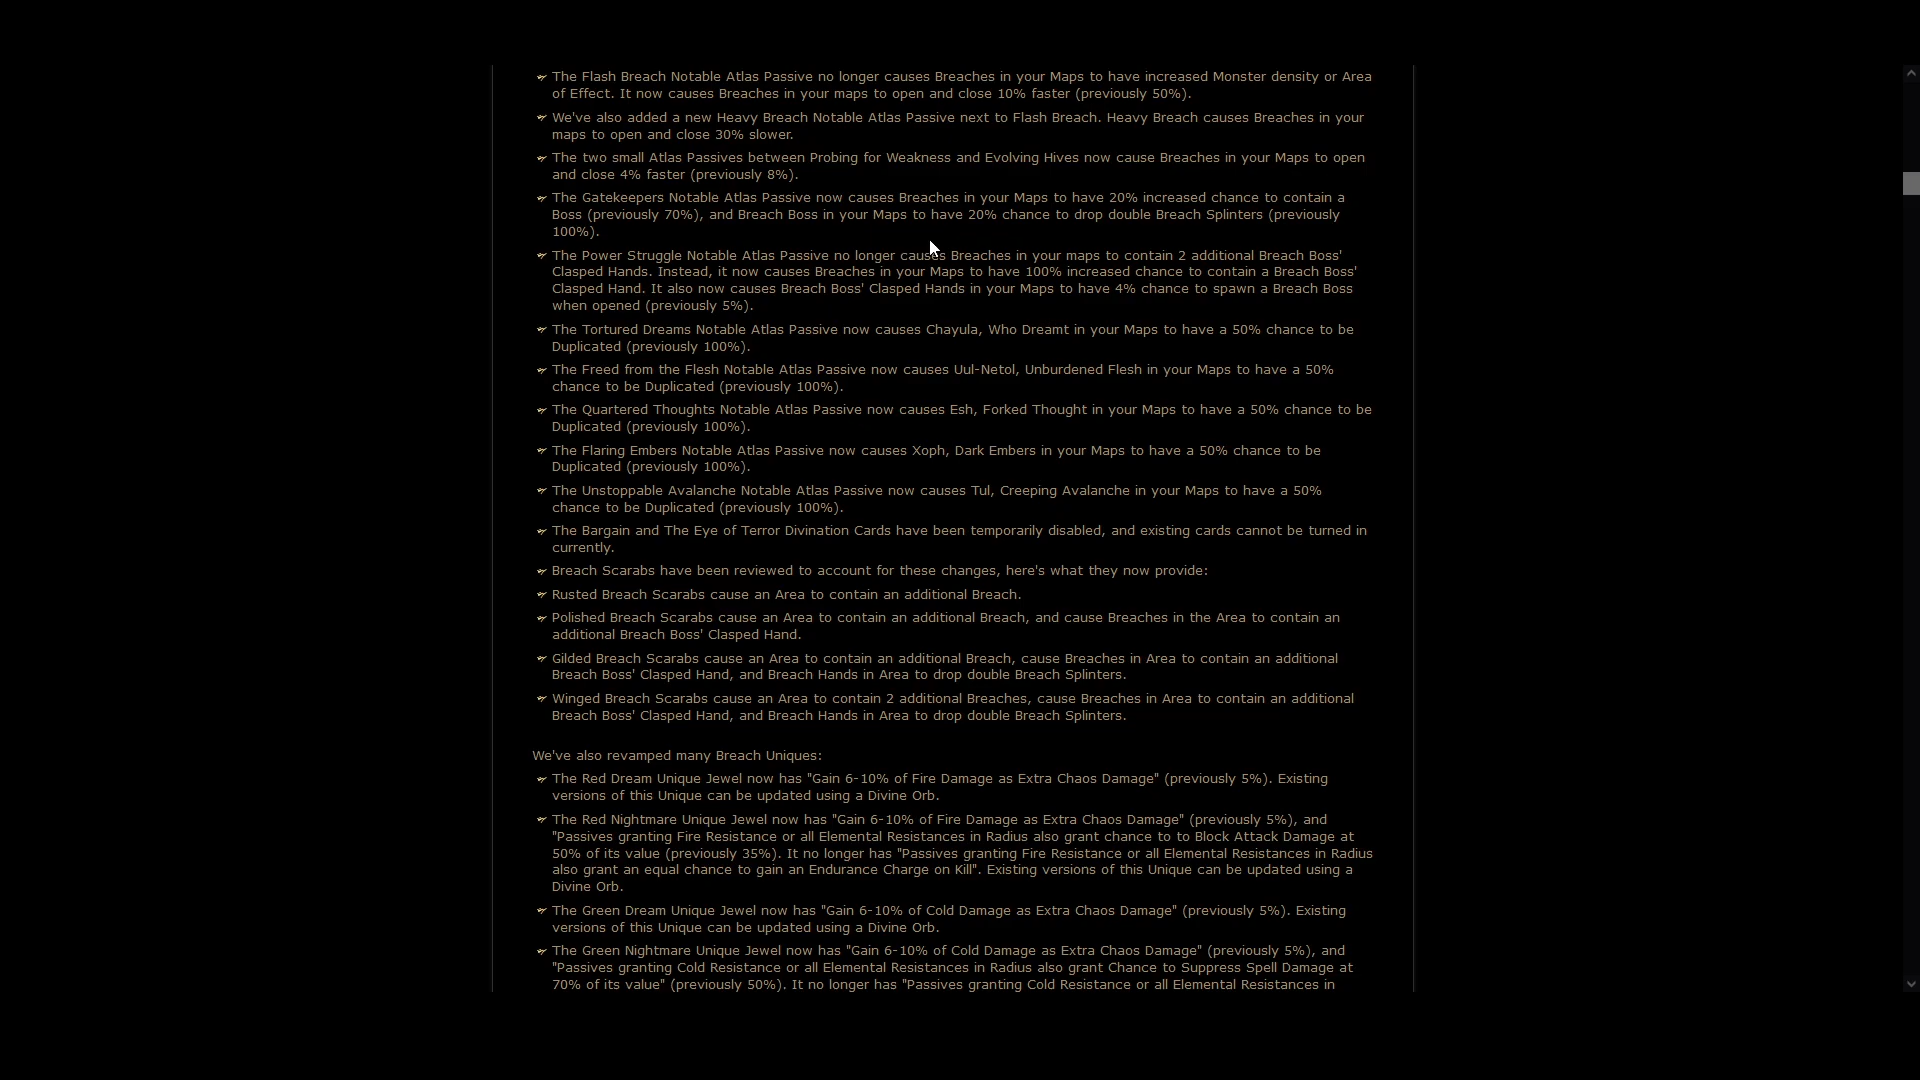 The Flash Breach Notable Atlas Passive no longer causes Breaches in your Maps to have increased Monster density or Area
of Effect. It now causes Breaches in your maps to open and close 10% faster (previously 50%).
We've also added a new Heavy Breach Notable Atlas Passive next to Flash Breach. Heavy Breach causes Breaches in your
maps to open and close 30% slower.
The two small Atlas Passives between Probing for Weakness and Evolving Hives now cause Breaches in your Maps to open
and close 4% faster (previously 8%).
The Gatekeepers Notable Atlas Passive now causes Breaches in your Maps to have 20% increased chance to contain a
Boss (previously 70%), and Breach Boss in your Maps to have 20% chance to drop double Breach Splinters (previously
100%).
The Power Struggle Notable Atlas Passive no longer causes Breaches in your maps to contain 2 additional Breach Boss'
Clasped Hands. Instead, it now causes Breaches in your Maps to have 100% increased chance to contain a Breach Boss'
Clasped Hand. It also now causes Breach Boss' Clasped Hands in your Maps to have 4% chance to spawn a Breach Boss
when opened (previously 5%).
The Tortured Dreams Notable Atlas Passive now causes Chayula, Who Dreamt in your Maps to have a 50% chance to be
Duplicated (previously 100%).
The Freed from the Flesh Notable Atlas Passive now causes Uul-Netol, Unburdened Flesh in your Maps to have a 50%
chance to be Duplicated (previously 100%).
The Quartered Thoughts Notable Atlas Passive now causes Esh, Forked Thought in your Maps to have a 50% chance to be
Duplicated (previously 100%).
The Flaring Embers Notable Atlas Passive now causes Xoph, Dark Embers in your Maps to have a 50% chance to be
Duplicated (previously 100%).
The Unstoppable Avalanche Notable Atlas Passive now causes Tul, Creeping Avalanche in your Maps to have a 50%
chance to be Duplicated (previously 100%).
The Bargain and The Eye of Terror Divination Cards have been temporarily disabled, and existing cards cannot be turned in
currently.
Breach Scarabs have been reviewed to account for these changes, here's what they now provide:
Rusted Breach Scarabs cause an Area to contain an additional Breach.
Polished Breach Scarabs cause an Area to contain an additional Breach, and cause Breaches in the Area to contain an
additional Breach Boss' Clasped Hand.
Gilded Breach Scarabs cause an Area to contain an additional Breach, cause Breaches in Area to contain an additional
Breach Boss' Clasped Hand, and Breach Hands in Area to drop double Breach Splinters.
Winged Breach Scarabs cause an Area to contain 2 additional Breaches, cause Breaches in Area to contain an additional
Breach Boss' Clasped Hand, and Breach Hands in Area to drop double Breach Splinters.
We've also revamped many Breach Uniques:
The Red Dream Unique Jewel now has "Gain 6-10% of Fire Damage as Extra Chaos Damage" (previously 5%). Existing
versions of this Unique can be updated using a Divine Orb.
The Red Nightmare Unique Jewel now has "Gain 6-10% of Fire Damage as Extra Chaos Damage" (previously 5%), and
"Passives granting Fire Resistance or all Elemental Resistances in Radius also grant chance to to Block Attack Damage at
50% of its value (previously 35%). It no longer has "Passives granting Fire Resistance or all Elemental Resistances in Radius
also grant an equal chance to gain an Endurance Charge on Kill". Existing versions of this Unique can be updated using a
Divine Orb.
The Green Dream Unique Jewel now has "Gain 6-10% of Cold Damage as Extra Chaos Damage" (previously 5%). Existing
versions of this Unique can be updated using a Divine Orb.
The Green Nightmare Unique Jewel now has "Gain 6-10% of Cold Damage as Extra Chaos Damage" (previously 5%), and
"Passives granting Cold Resistance or all Elemental Resistances in Radius also grant Chance to Suppress Spell Damage at
70% of its value" (previously 50%). It no longer has "Passives granting Cold Resistance or all Elemental Resistances in